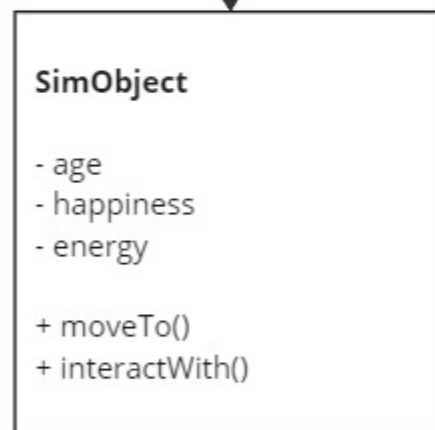 SimObject
- age
- happiness
- energy
+ moveTo()
+ interactWith()